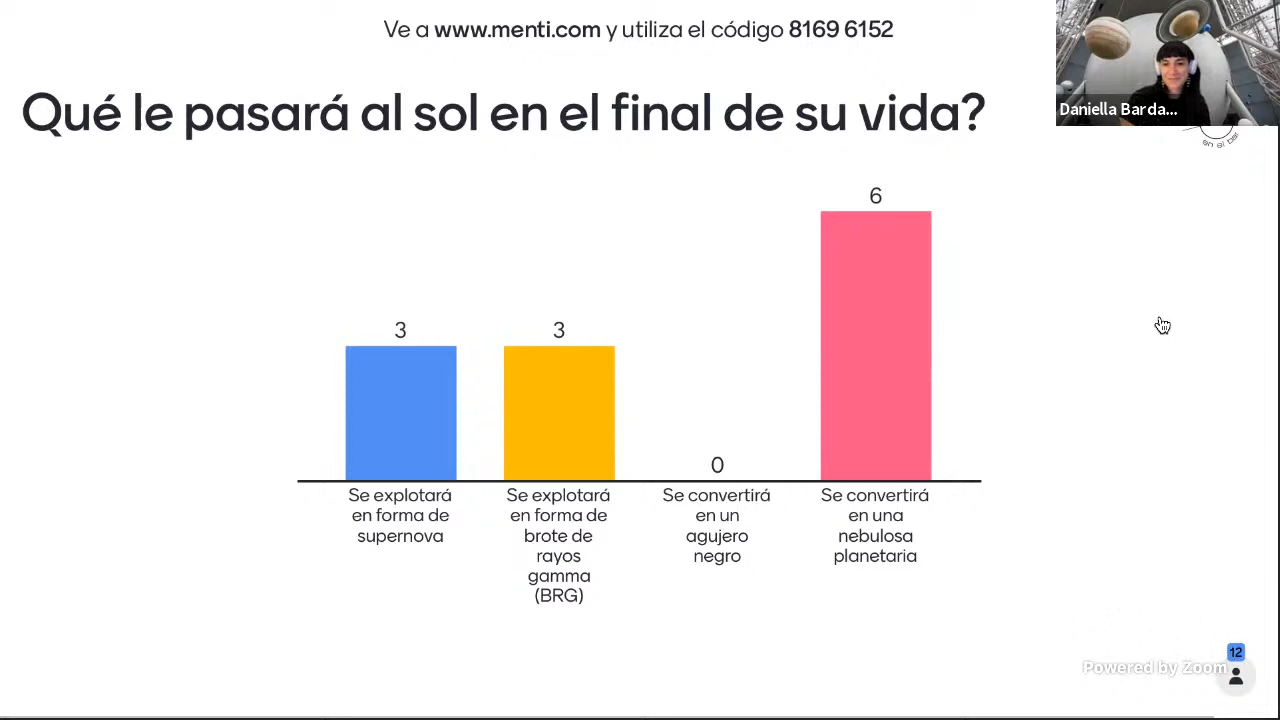 Ve a www.menti.com y utiliza el código 8169 6152
Qué le pasará al sol en el final de su vida?
Daniella Barda...
en el bar
6
3
3
0
Se explotará
en forma de
supernova
Se explotará
en forma de
brote de
rayos
gamma
(BRG)
Se convertirá
en un
agujero
negro
Se convertirá
en una
nebulosa
planetaria
12
Powered by Zoom